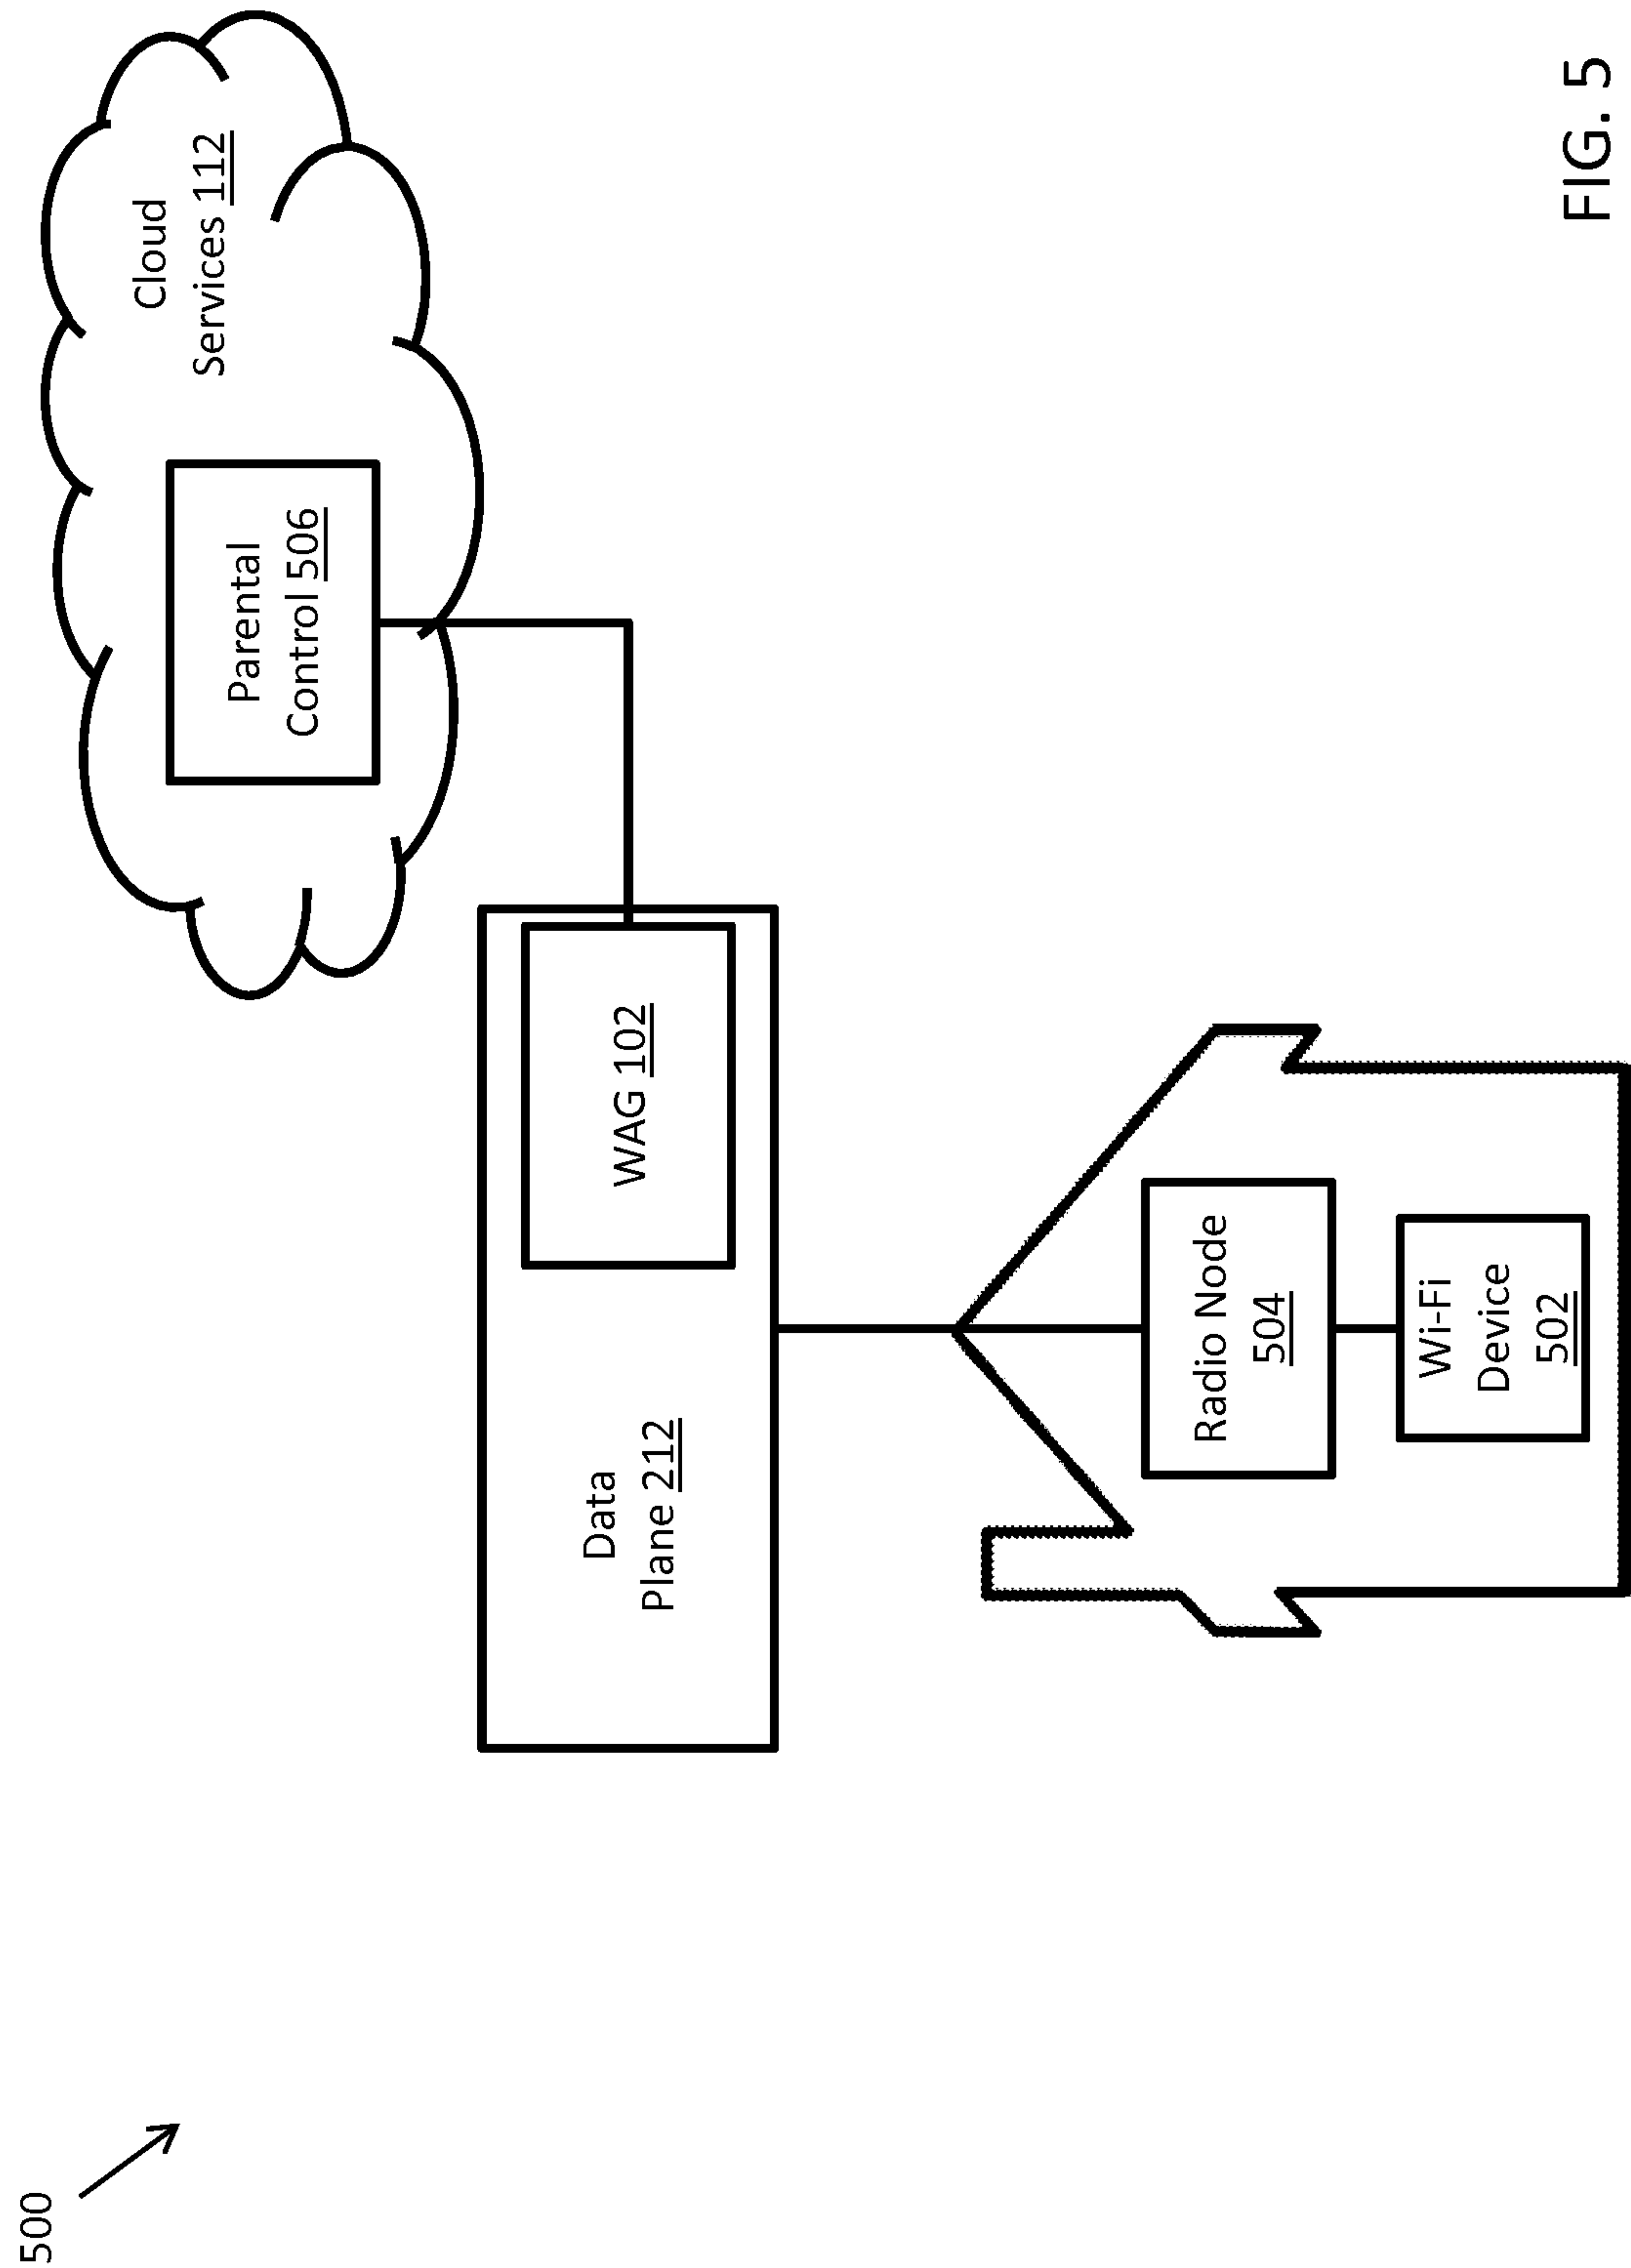 500
Cloud
Services 112
Parental
Control 506
Data
Plane 212
WAG 102
Radio Node
504
Wi-Fi
Device
502
FIG. 5